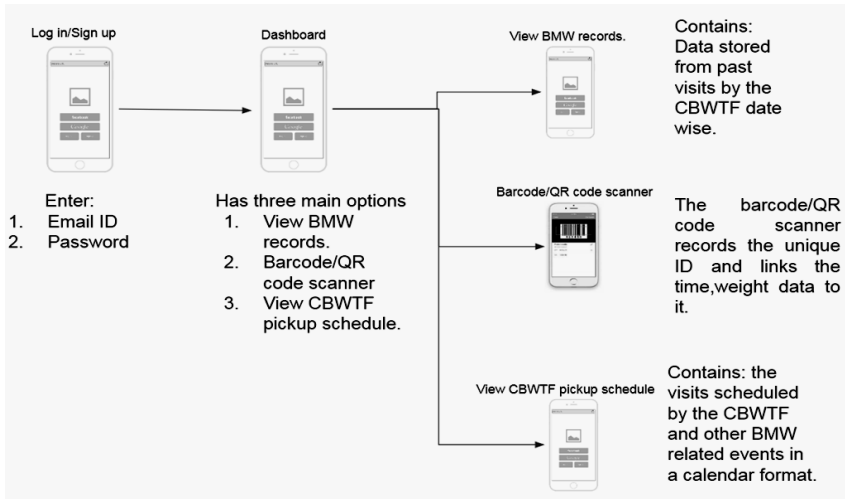 Log in/Sign up
Enter:
1. Email ID
2. Password
Dashboard
Has three main options
1. View BMW
records.
2. Barcode/QR
code scanner
3. View CBWTF
pickup schedule.
View BMW records.
Contains:
Data stored
from past
visits by the
CBWTF date
wise.
Barcode/QR code scanner
The barcode/QR
code scanner
records the unique
ID and links the
time,weight data to
it.
View CBWTF pickup schedule
Contains: the
visits scheduled
by the CBWTF
and other BMW
related events in
a calendar format.